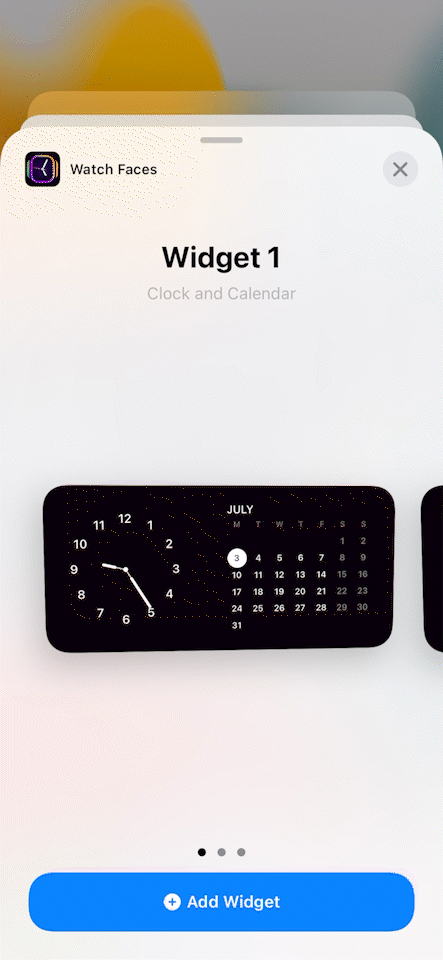 Watch Faces
Widget 1
Clock and Calendar
12
11 1
10 2
9 3
8 4
7 5
6
JULY
M T W T F S S
1 2
3 4 5 6 7 8 9
10 11 12 13 14 15 16
17 18 19 20 21 22 23
24 25 26 27 28 29 30
31
Add Widget